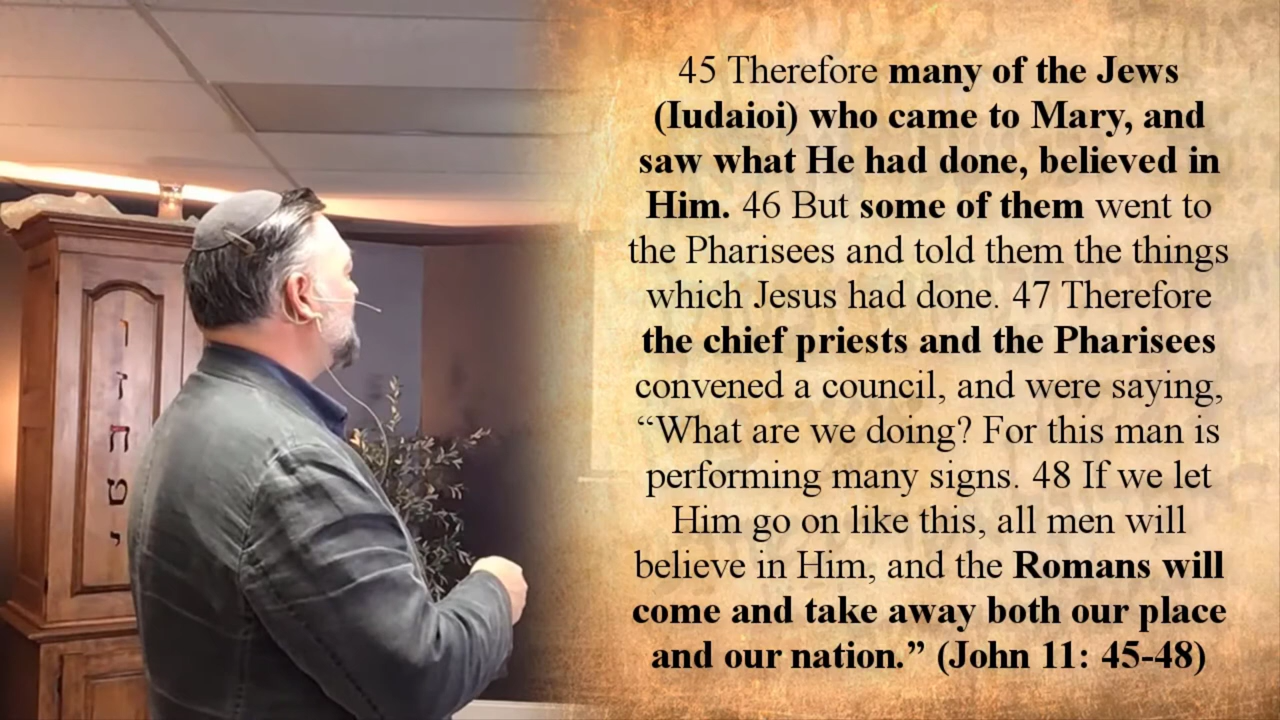 ו
ז
ח
ט
י
45 Therefore many of the Jews
(Iudaioi) who came to Mary, and
saw what He had done, believed in
Him. 46 But some of them went to
the Pharisees and told them the things
which Jesus had done. 47 Therefore
the chief priests and the Pharisees
convened a council, and were saying,
“What are we doing? For this man is
performing many signs. 48 If we let
Him go on like this, all men will
believe in Him, and the Romans will
come and take away both our place
and our nation.” (John 11: 45-48)